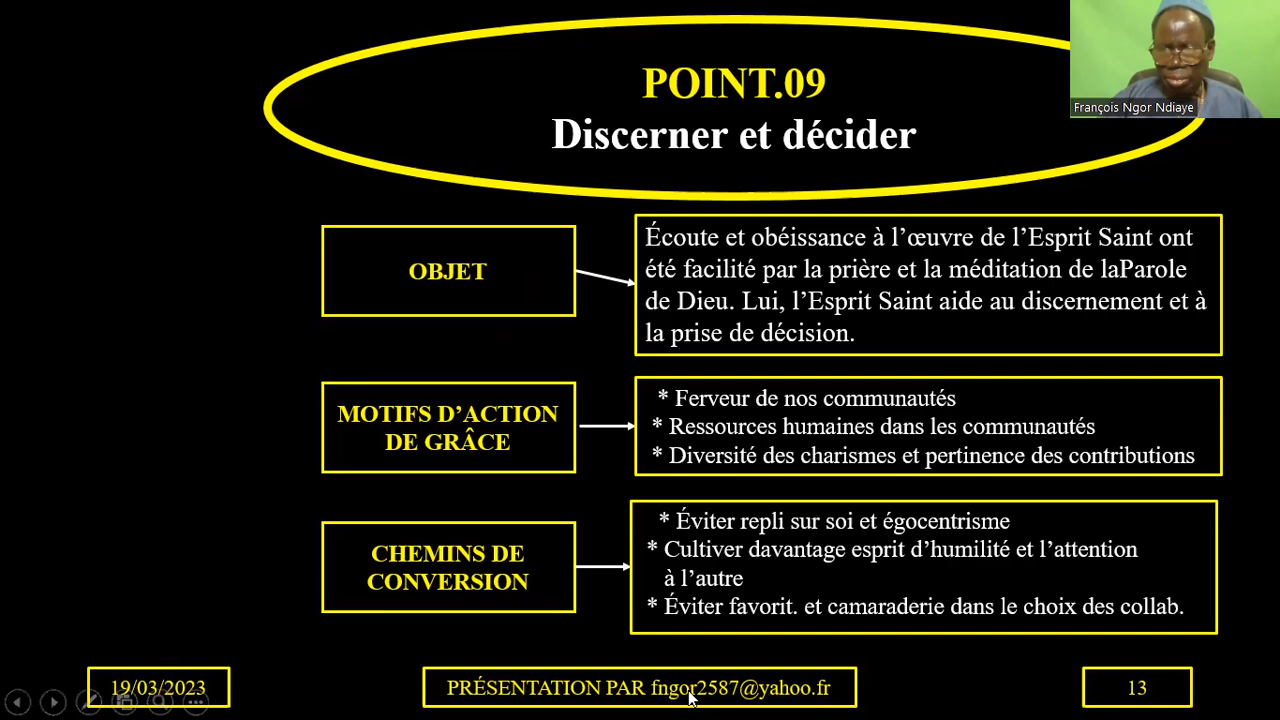 POINT.09
Discerner et décider
François Ngor Ndiaye
OBJET
Écoute et obéissance à l’œuvre de l’Esprit Saint ont
été facilité par la prière et la méditation de laParole
de Dieu. Lui, l’Esprit Saint aide au discernement et à
la prise de décision.
MOTIFS D’ACTION
DE GRÂCE
* Ferveur de nos communautés
* Ressources humaines dans les communautés
* Diversité des charismes et pertinence des contributions
CHEMINS DE
CONVERSION
* Éviter repli sur soi et égocentrisme
* Cultiver davantage esprit d’humilité et l’attention
à l’autre
* Éviter favorit. et camaraderie dans le choix des collab.
19/03/2023
PRÉSENTATION PAR fngor2587@yahoo.fr
13